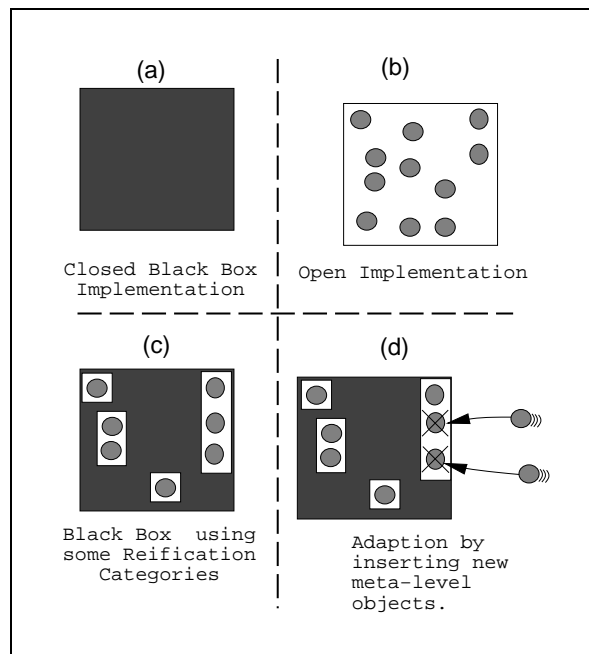 (a)
Closed Black Box
Implementation
(b)
Open Implementation
(c)
Black Box using
some Reification
Categories
(d)
Adaption by
inserting new
meta-level
objects.